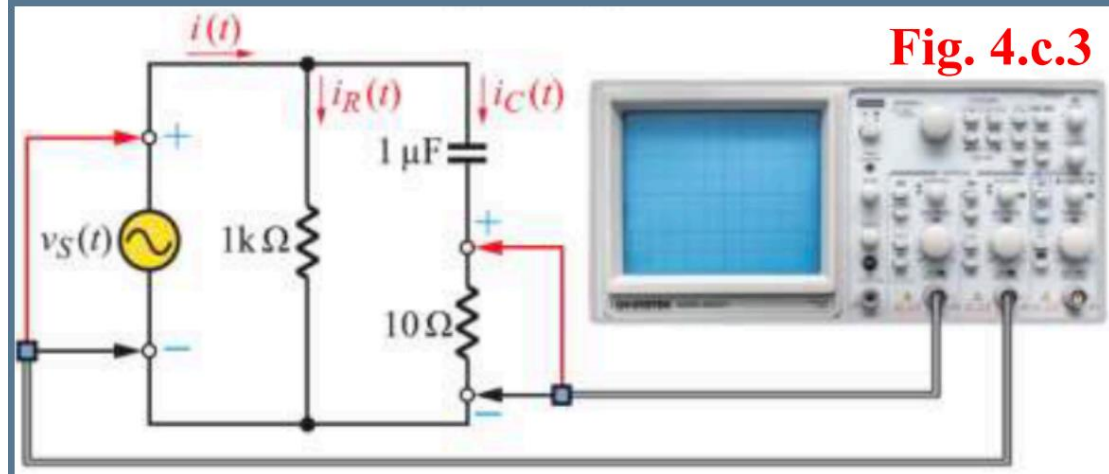 Fig. 4.c.3
i(t)
i_R(t)
i_C(t)
1 μF
+
+
v_S(t)
1k Ω
10 Ω
−
−